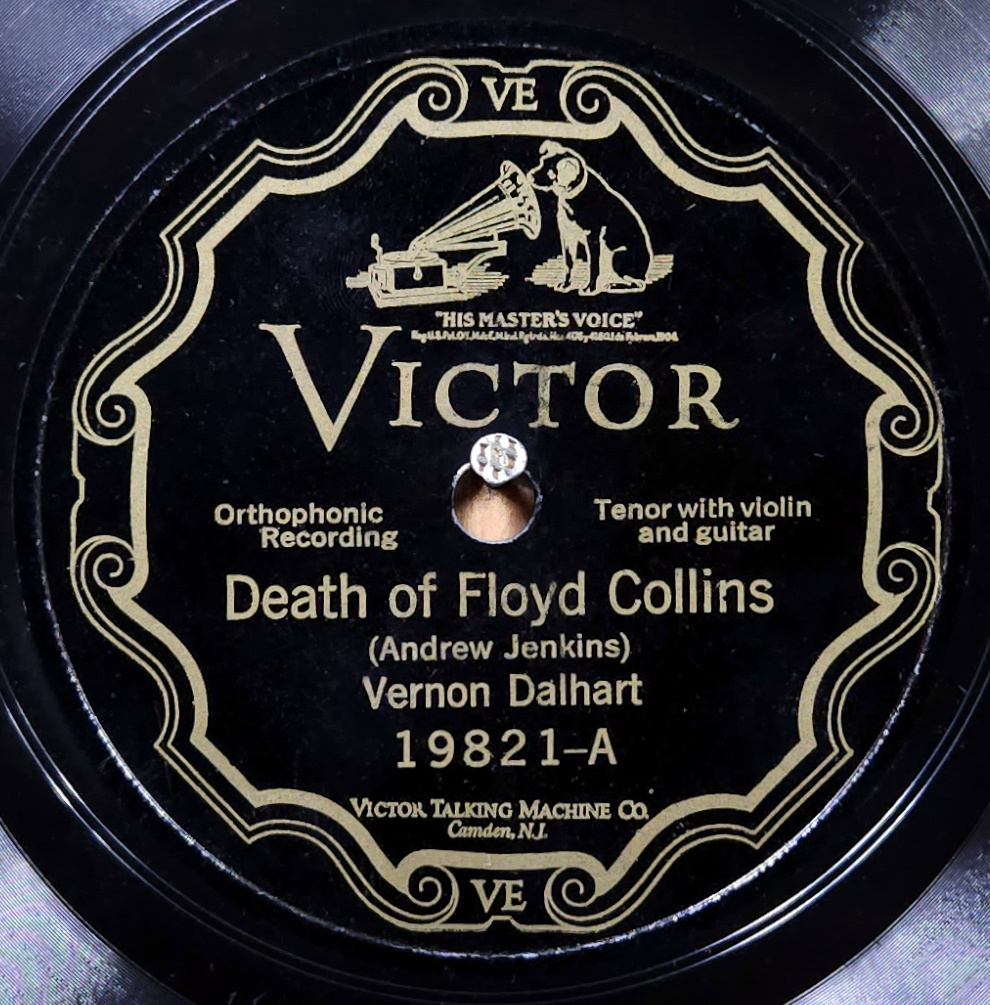 VE
"HIS MASTER'S VOICE"
VICTOR
Orthophonic
Recording
Tenor with violin
and guitar
Death of Floyd Collins
(Andrew Jenkins)
Vernon Dalhart
19821-A
VICTOR TALKING MACHINE CO.
Camden, N.J.
VE